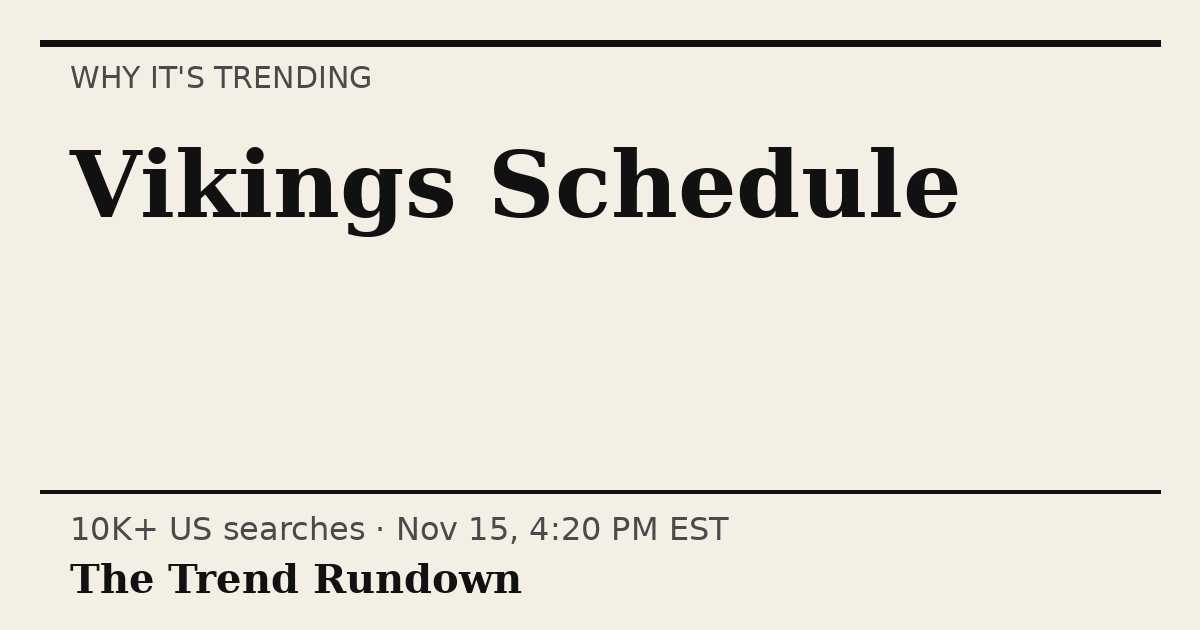 WHY IT'S TRENDING
Vikings Schedule
10K+ US searches · Nov 15, 4:20 PM EST
The Trend Rundown